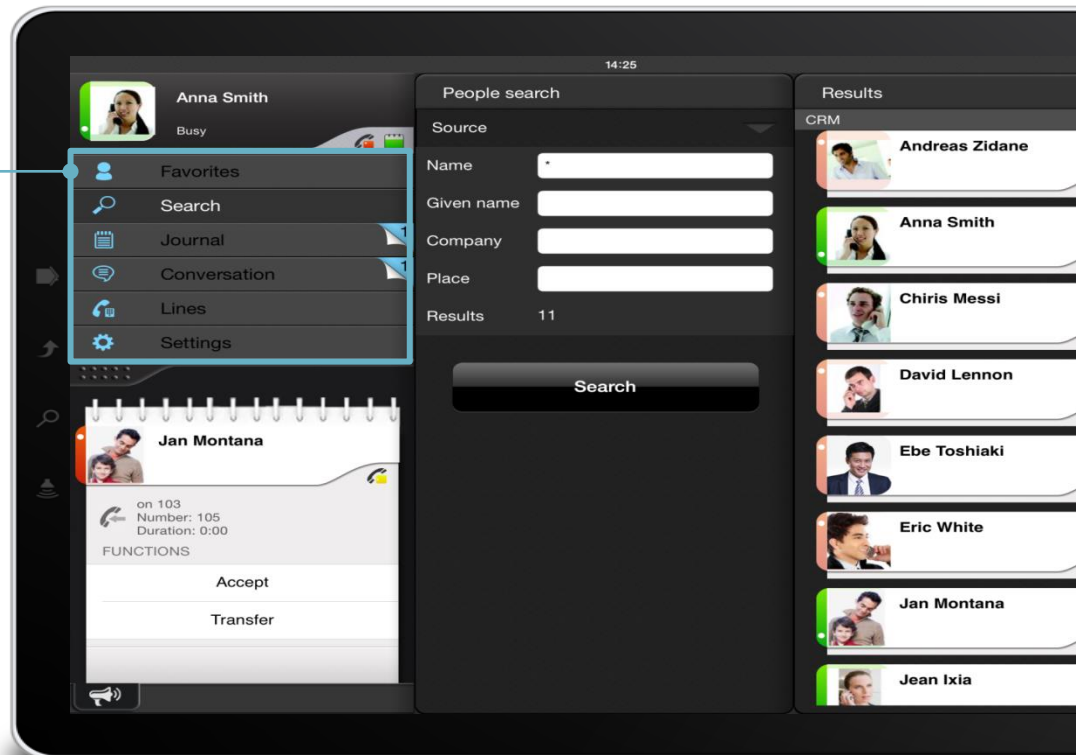 14:25
Anna Smith
Busy
Favorites
Search
Journal
1
Conversation
1
Lines
Settings
Jan Montana
on 103
Number: 105
Duration: 0:00
FUNCTIONS
Accept
Transfer
People search
Source
Name
*
Given name
Company
Place
Results 11
Search
Results
CRM
Andreas Zidane
Anna Smith
Chiris Messi
David Lennon
Ebe Toshiaki
Eric White
Jan Montana
Jean Ixia